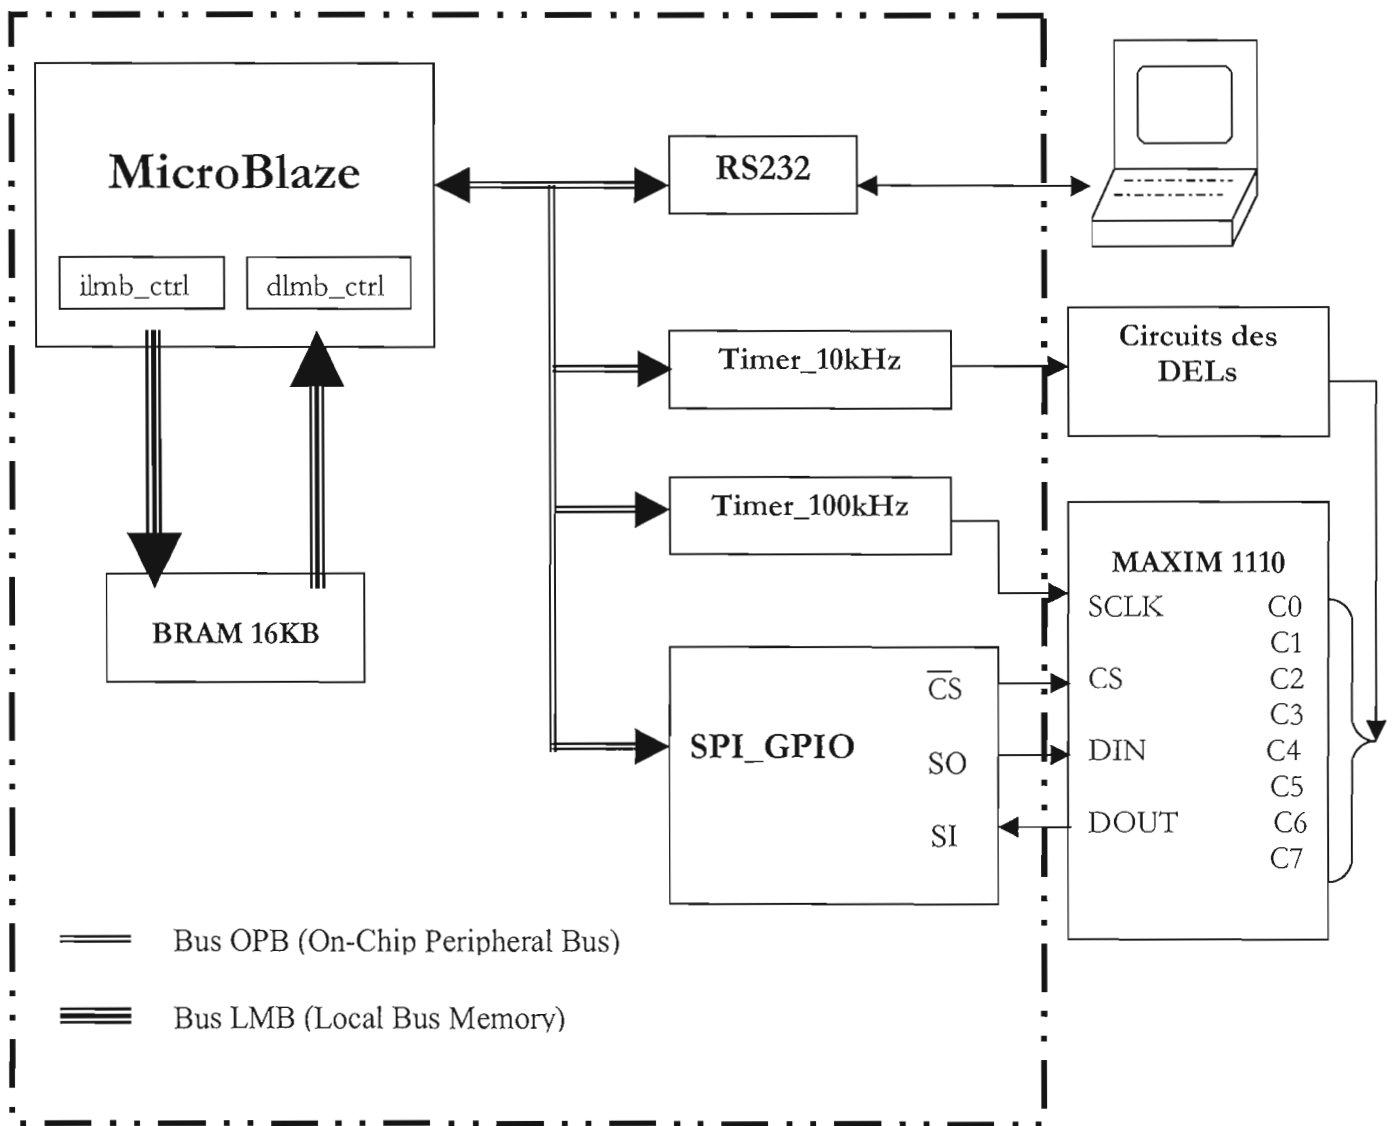 MicroBlaze
ilmb_ctrl
dlmb_ctrl
BRAM 16KB
RS232
Timer_10kHz
Circuits des
DELs
Timer_100kHz
MAXIM 1110
SCLK
CS
DIN
DOUT
C0
C1
C2
C3
C4
C5
C6
C7
SPI_GPIO
C̅S̅
SO
SI
Bus OPB (On-Chip Peripheral Bus)
Bus LMB (Local Bus Memory)